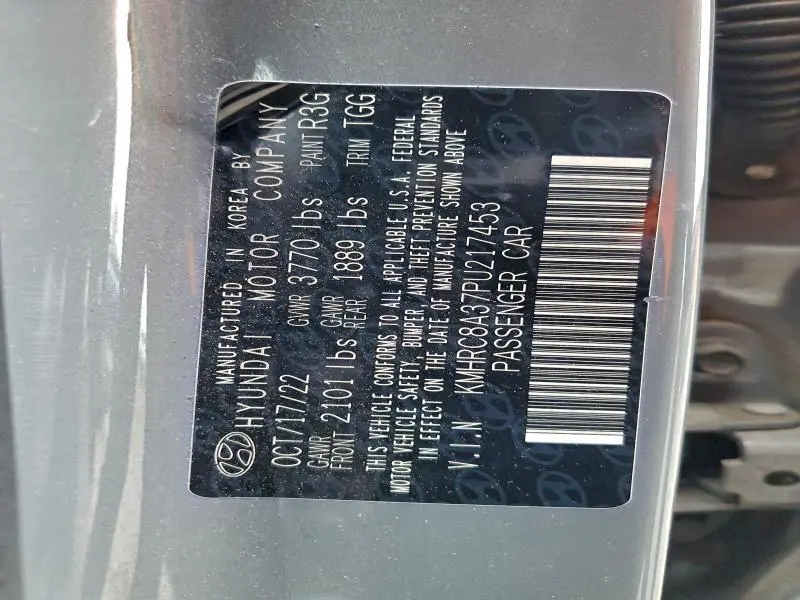 MANUFACTURED IN KOREA BY
HYUNDAI MOTOR COMPANY
OCT/17/22 GVWR 3770 lbs PAINT R3G
GAWR FRONT 2101 lbs GAWR REAR 1889 lbs TRIM TGG
THIS VEHICLE CONFORMS TO ALL APPLICABLE U.S.A. FEDERAL
MOTOR VEHICLE SAFETY, BUMPER, AND THEFT PREVENTION STANDARDS
IN EFFECT ON THE DATE OF MANUFACTURE SHOWN ABOVE
V.I.N KMHRC8A37PU217453
PASSENGER CAR